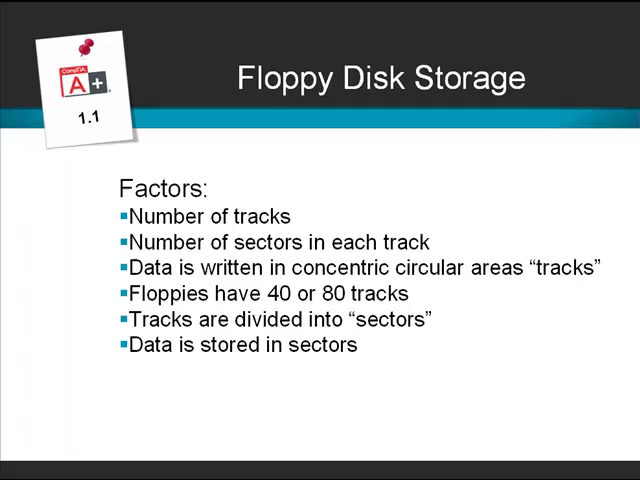 Floppy Disk Storage
CompTIA
A+
1.1
Factors:
▪Number of tracks
▪Number of sectors in each track
▪Data is written in concentric circular areas “tracks”
▪Floppies have 40 or 80 tracks
▪Tracks are divided into “sectors”
▪Data is stored in sectors